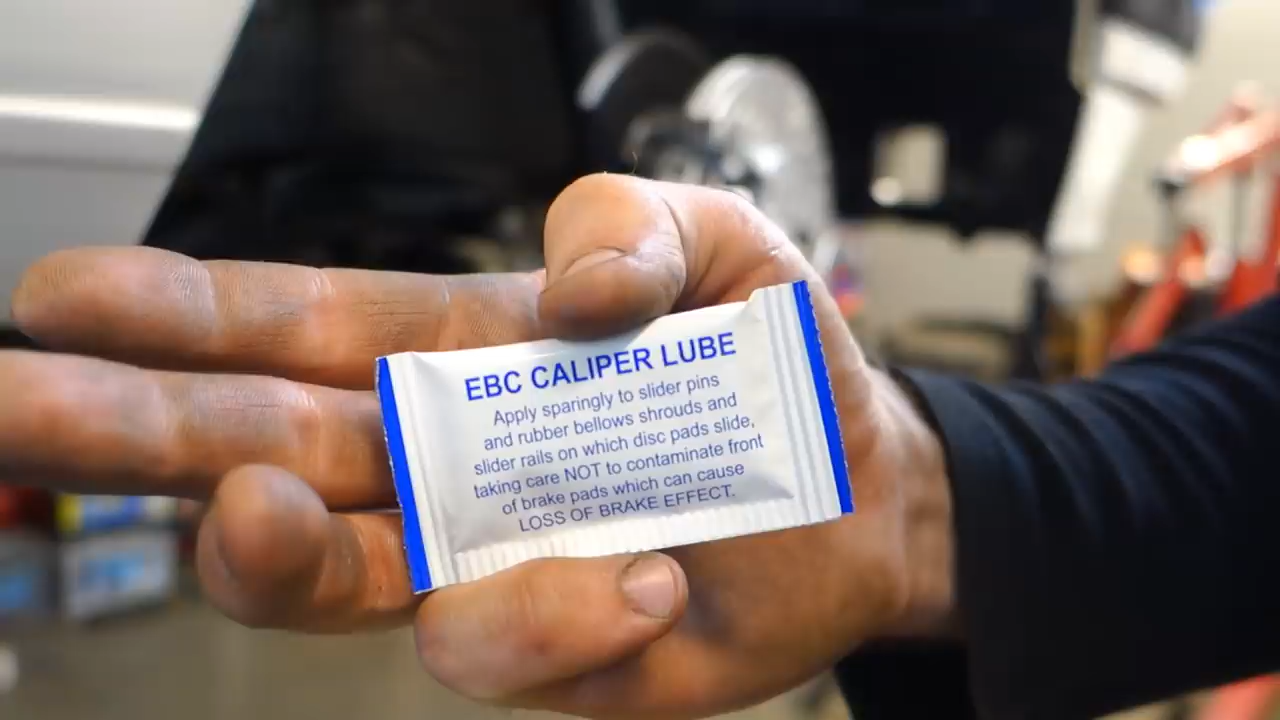 EBC CALIPER LUBE
Apply sparingly to slider pins
and rubber bellows shrouds and
slider rails on which disc pads slide,
taking care NOT to contaminate front
of brake pads which can cause
LOSS OF BRAKE EFFECT.